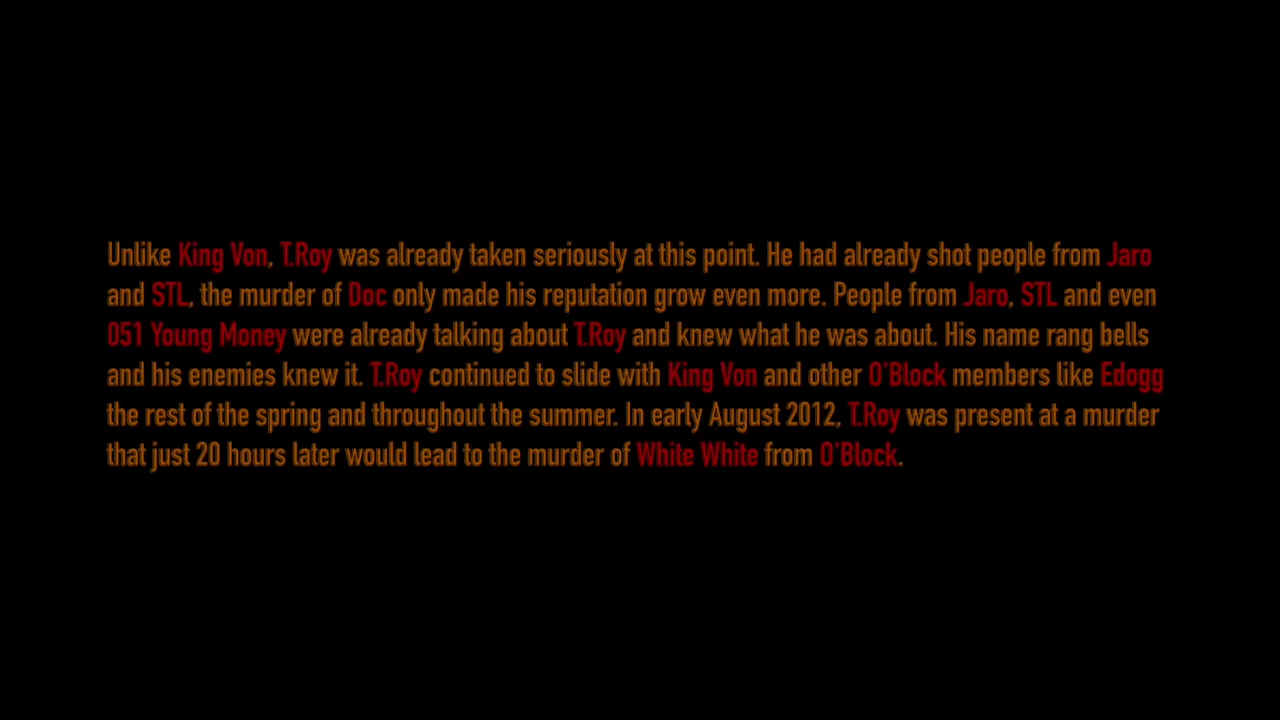 Unlike King Von, T.Roy was already taken seriously at this point. He had already shot people from Jaro
and STL, the murder of Doc only made his reputation grow even more. People from Jaro, STL and even
051 Young Money were already talking about T.Roy and knew what he was about. His name rang bells
and his enemies knew it. T.Roy continued to slide with King Von and other O'Block members like Edogg
the rest of the spring and throughout the summer. In early August 2012, T.Roy was present at a murder
that just 20 hours later would lead to the murder of White White from O'Block.